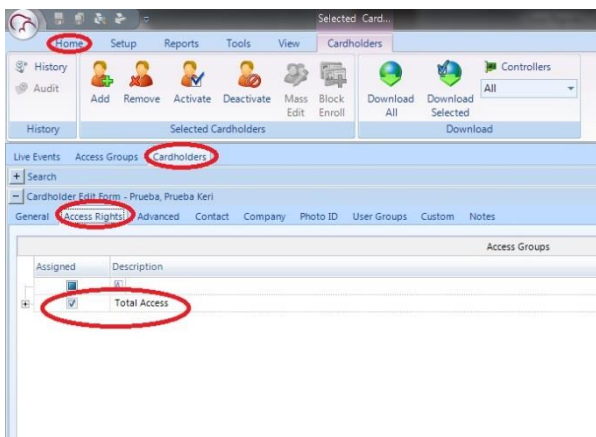 Selected Card...
Home Setup Reports Tools View Cardholders
History
Audit
Add Remove Activate Deactivate Mass Edit Block Enroll Download All Download Selected Controllers
All
History Selected Cardholders Download
Live Events Access Groups Cardholders
Search
Cardholder Edit Form - Prueba, Prueba Keri
General Access Rights Advanced Contact Company Photo ID User Groups Custom Notes
Access Groups
Assigned Description
Total Access